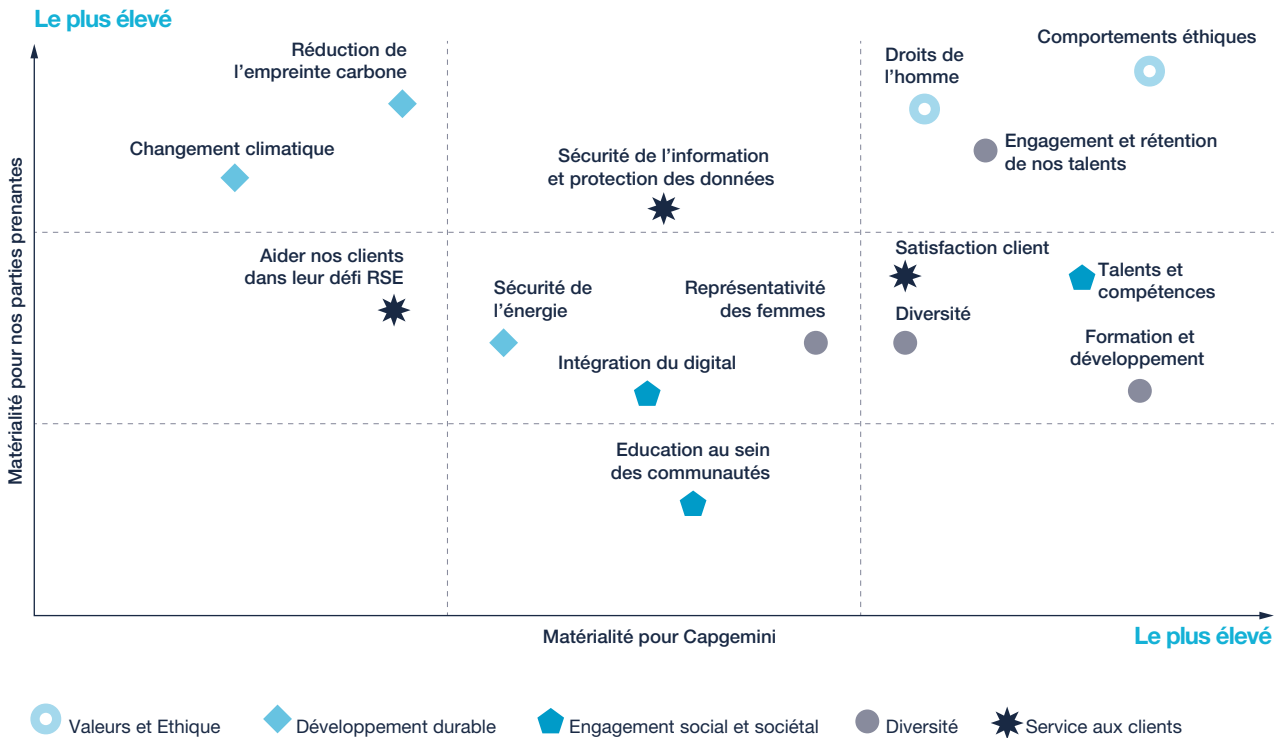 Le plus élevé
Matérialité pour nos parties prenantes
Réduction de
l'empreinte carbone
Changement climatique
Sécurité de l'information
et protection des données
Droits de
l'homme
Comportements éthiques
Engagement et rétention
de nos talents
Aider nos clients
dans leur défi RSE
Sécurité de
l'énergie
Représentativité
des femmes
Intégration du digital
Satisfaction client
Talents et
compétences
Diversité
Formation et
développement
Education au sein
des communautés
Matérialité pour Capgemini
Le plus élevé
Valeurs et Ethique
Développement durable
Engagement social et sociétal
Diversité
Service aux clients